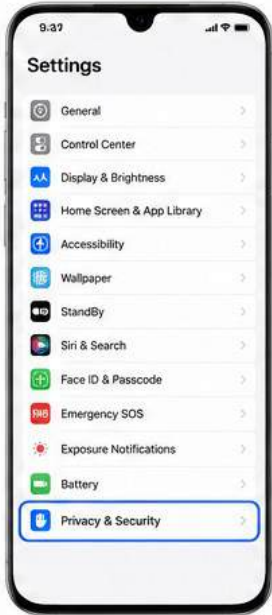 9:37
Settings
General
Control Center
Display & Brightness
Home Screen & App Library
Accessibility
Wallpaper
StandBy
Siri & Search
Face ID & Passcode
Emergency SOS
Exposure Notifications
Battery
Privacy & Security